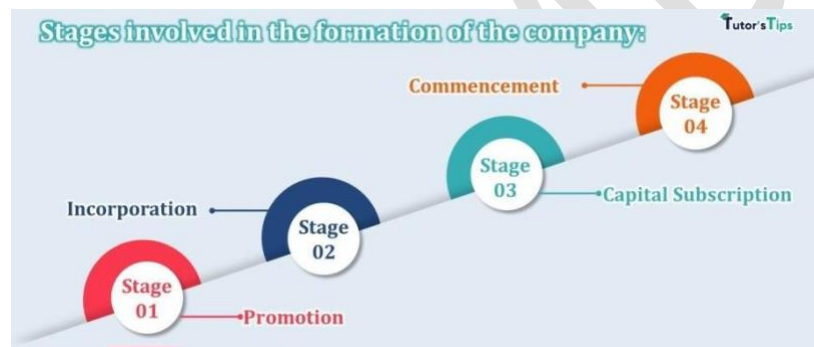 Stages involved in the formation of the company:
Tutor'sTips
Commencement
Stage
04
Stage
03
Capital Subscription
Incorporation
Stage
02
Stage
01
Promotion